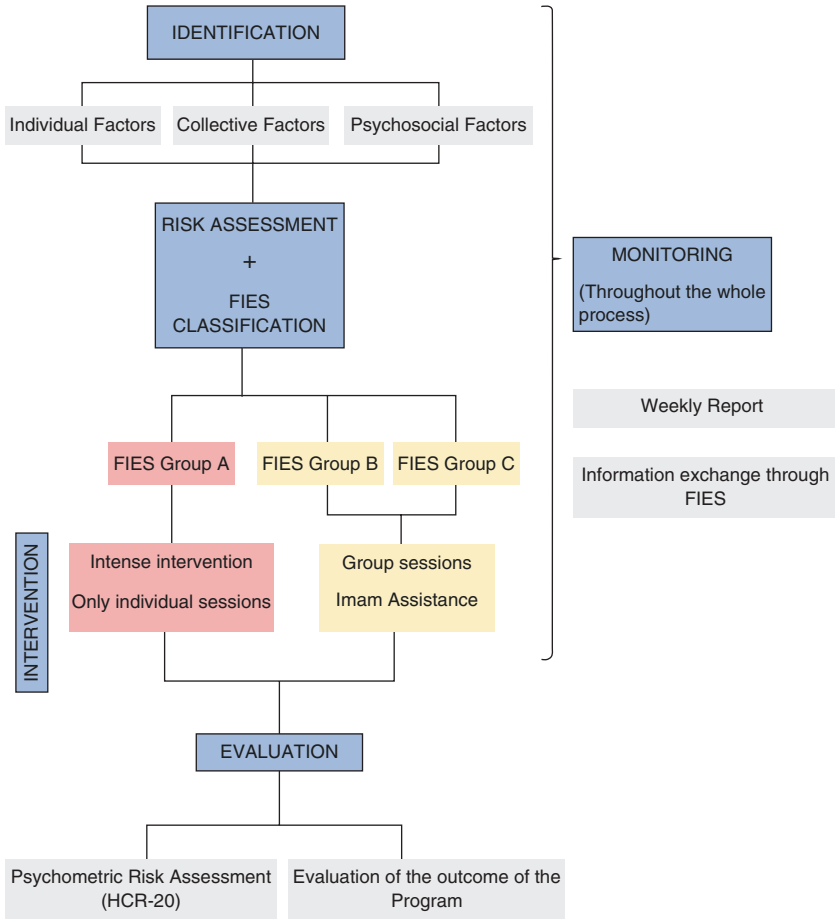 IDENTIFICATION
Individual Factors
Collective Factors
Psychosocial Factors
RISK ASSESSMENT
+
FIES
CLASSIFICATION
MONITORING
(Throughout the whole
process)
Weekly Report
Information exchange through
FIES
FIES Group A
FIES Group B
FIES Group C
INTERVENTION
Intense intervention
Only individual sessions
Group sessions
Imam Assistance
EVALUATION
Psychometric Risk Assessment
(HCR-20)
Evaluation of the outcome of the
Program